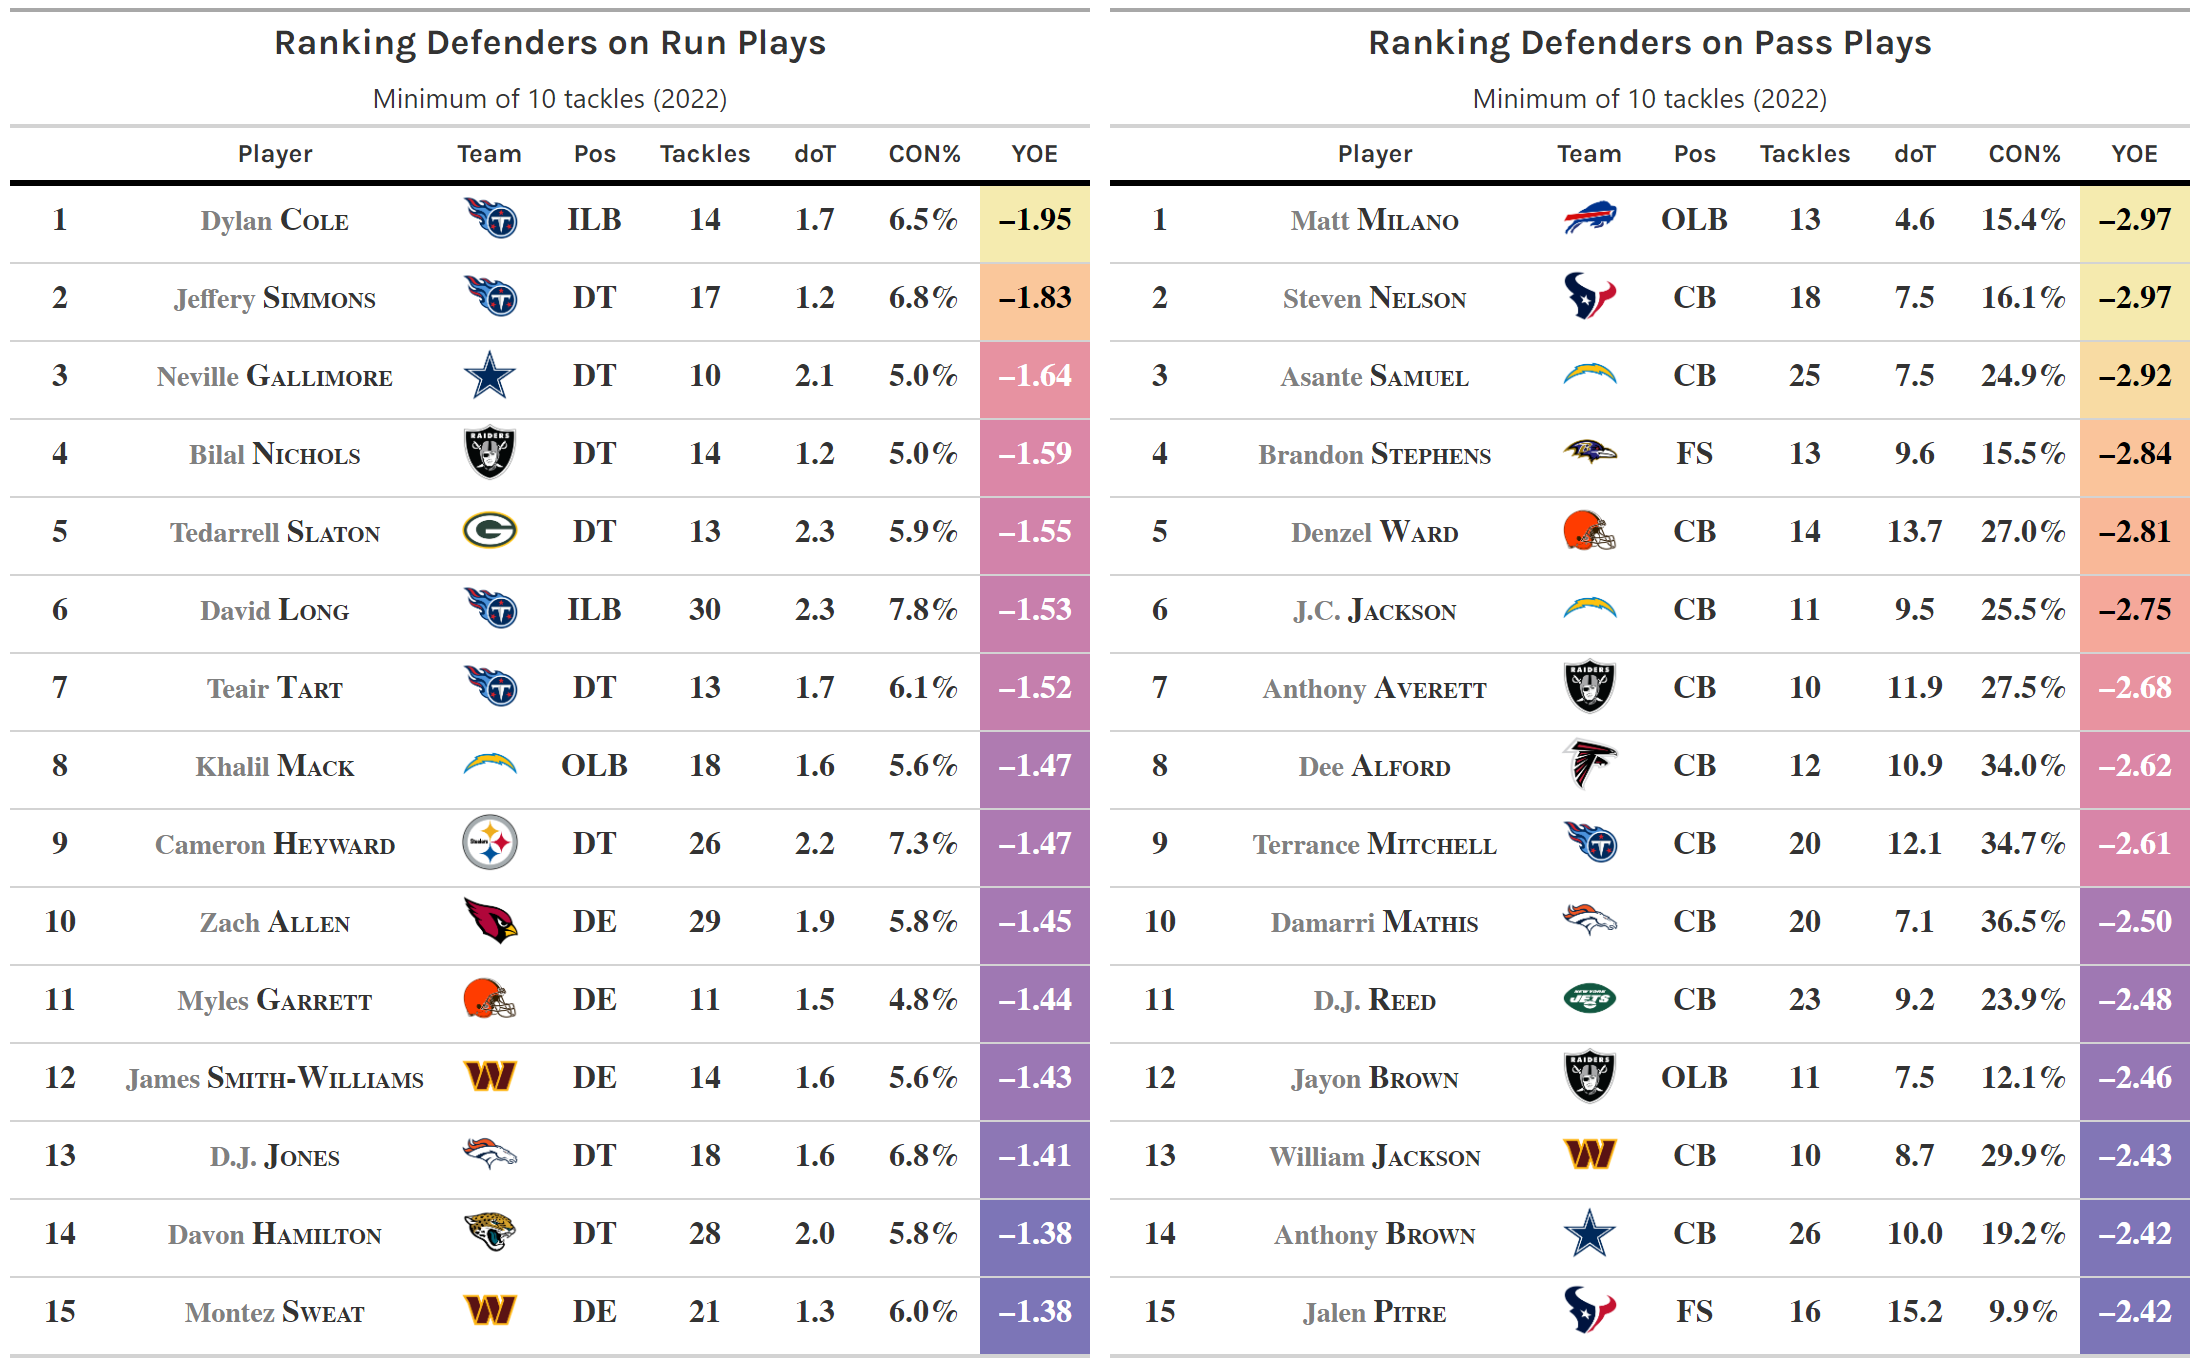 Ranking Defenders on Run Plays
Minimum of 10 tackles (2022)
Player Team Pos Tackles doT CON% YOE
1 Dylan COLE ILB 14 1.7 6.5% −1.95
2 Jeffery SIMMONS DT 17 1.2 6.8% −1.83
3 Neville GALLIMORE DT 10 2.1 5.0% −1.64
4 Bilal NICHOLS RAIDERS DT 14 1.2 5.0% −1.59
5 Tedarrell SLATON G DT 13 2.3 5.9% −1.55
6 David LONG ILB 30 2.3 7.8% −1.53
7 Teair TART DT 13 1.7 6.1% −1.52
8 Khalil MACK OLB 18 1.6 5.6% −1.47
9 Cameron HEYWARD Steelers DT 26 2.2 7.3% −1.47
10 Zach ALLEN DE 29 1.9 5.8% −1.45
11 Myles GARRETT DE 11 1.5 4.8% −1.44
12 James SMITH-WILLIAMS W DE 14 1.6 5.6% −1.43
13 D.J. JONES DT 18 1.6 6.8% −1.41
14 Davon HAMILTON DT 28 2.0 5.8% −1.38
15 Montez SWEAT W DE 21 1.3 6.0% −1.38
Ranking Defenders on Pass Plays
Minimum of 10 tackles (2022)
Player Team Pos Tackles doT CON% YOE
1 Matt MILANO OLB 13 4.6 15.4% −2.97
2 Steven NELSON CB 18 7.5 16.1% −2.97
3 Asante SAMUEL CB 25 7.5 24.9% −2.92
4 Brandon STEPHENS FS 13 9.6 15.5% −2.84
5 Denzel WARD CB 14 13.7 27.0% −2.81
6 J.C. JACKSON CB 11 9.5 25.5% −2.75
7 Anthony AVERETT RAIDERS CB 10 11.9 27.5% −2.68
8 Dee ALFORD CB 12 10.9 34.0% −2.62
9 Terrance MITCHELL CB 20 12.1 34.7% −2.61
10 Damarri MATHIS CB 20 7.1 36.5% −2.50
11 D.J. REED NEW YORK JETS CB 23 9.2 23.9% −2.48
12 Jayon BROWN RAIDERS OLB 11 7.5 12.1% −2.46
13 William JACKSON W CB 10 8.7 29.9% −2.43
14 Anthony BROWN CB 26 10.0 19.2% −2.42
15 Jalen PITRE FS 16 15.2 9.9% −2.42